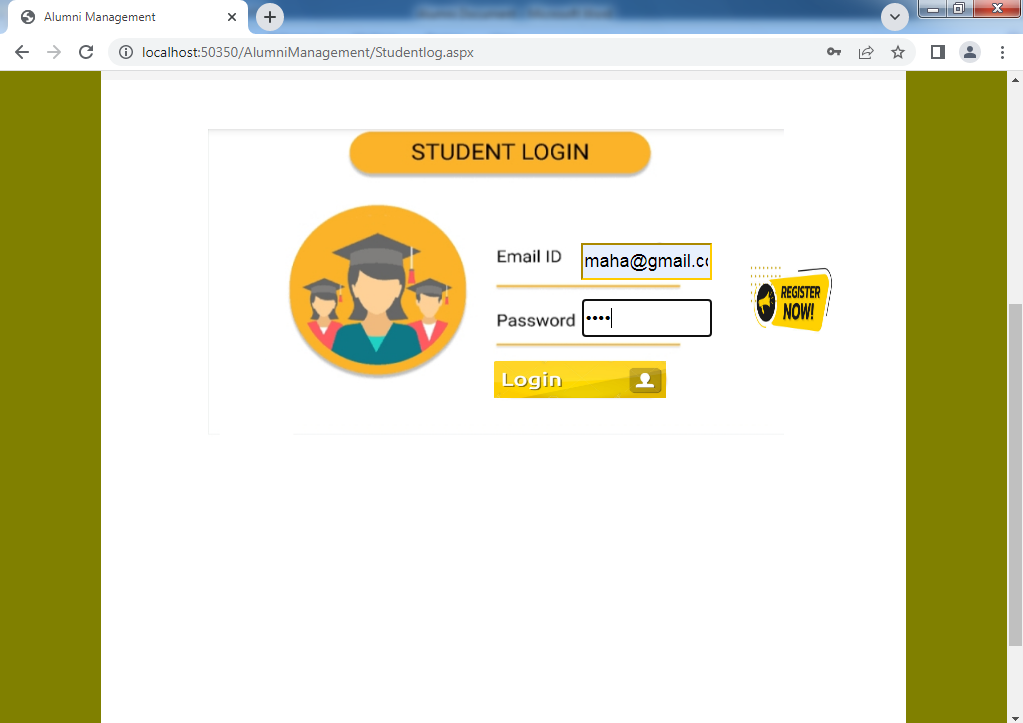 Alumni Management
localhost:50350/AlumniManagement/Studentlog.aspx
STUDENT LOGIN
Email ID
maha@gmail.co
REGISTER
NOW!
Password ••••
Login